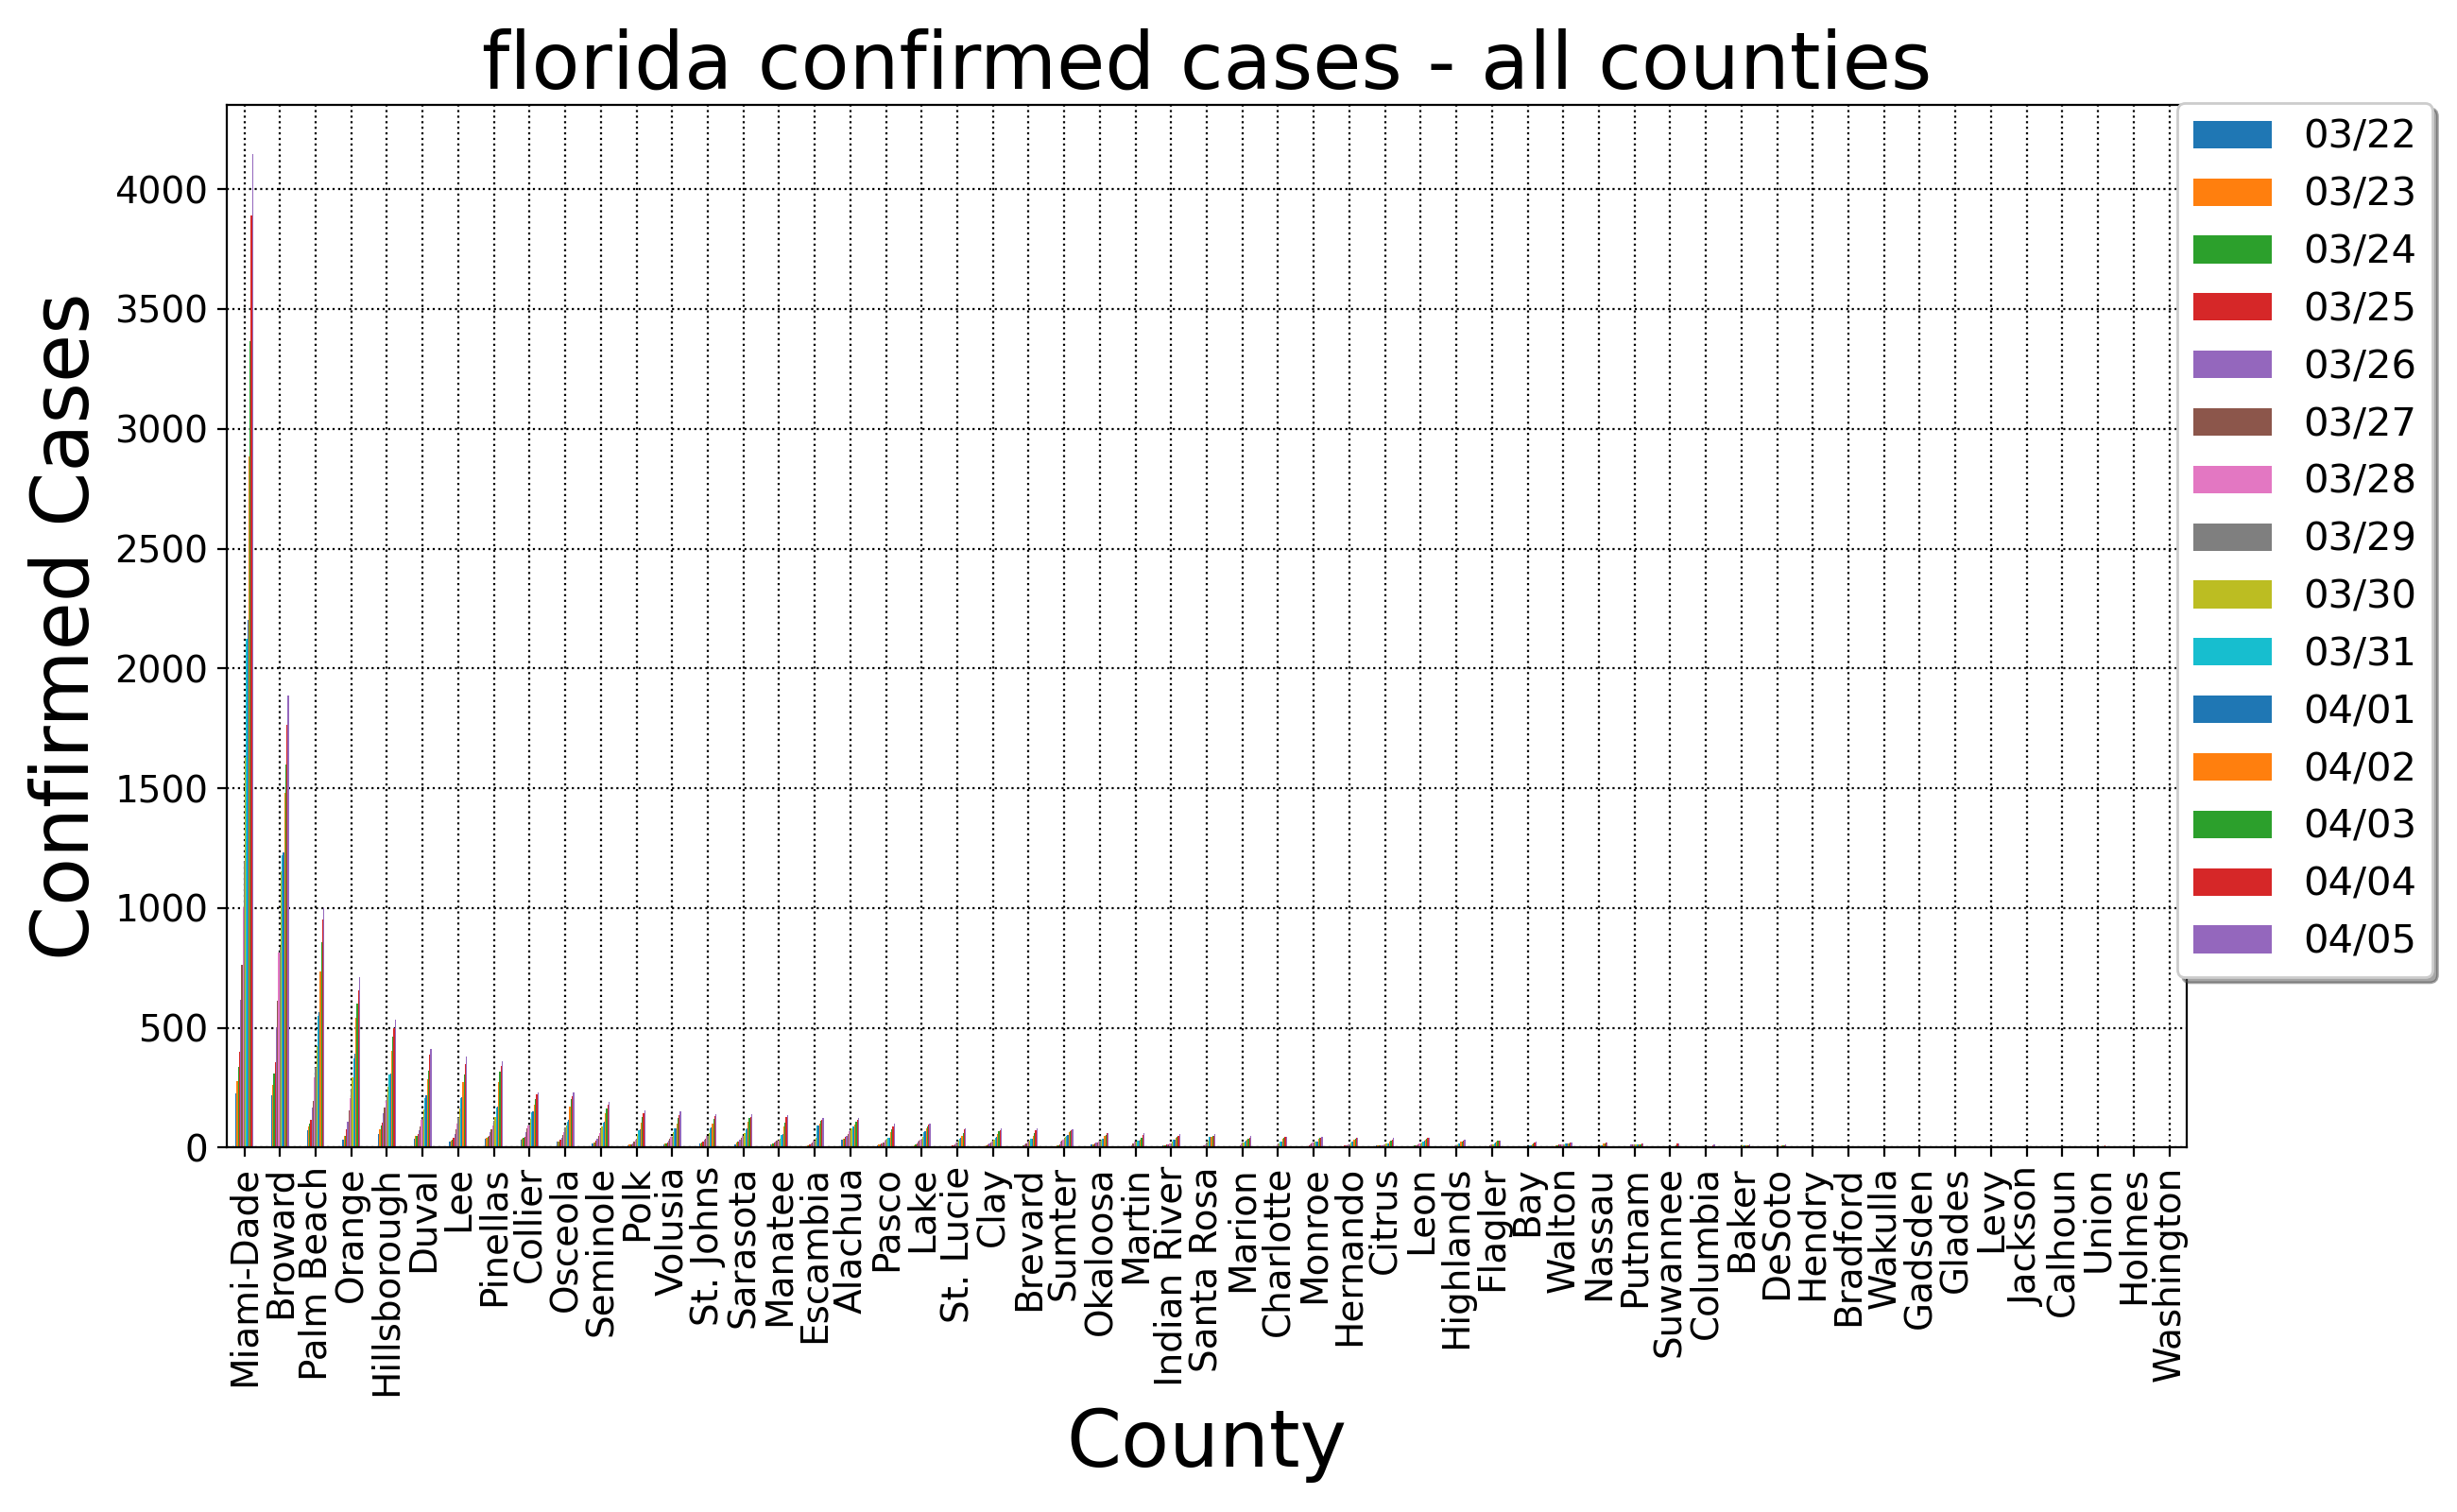 florida confirmed cases - all counties
Confirmed Cases
4000
3500
3000
2500
2000
1500
1000
500
0
03/22
03/23
03/24
03/25
03/26
03/27
03/28
03/29
03/30
03/31
04/01
04/02
04/03
04/04
04/05
Miami-Dade
Broward
Palm Beach
Orange
Hillsborough
Duval
Lee
Pinellas
Collier
Osceola
Seminole
Polk
Volusia
St. Johns
Sarasota
Manatee
Escambia
Alachua
Pasco
Lake
St. Lucie
Clay
Brevard
Sumter
Okaloosa
Martin
Indian River
Santa Rosa
Marion
Charlotte
Monroe
Hernando
Citrus
Leon
Highlands
Flagler
Bay
Walton
Nassau
Putnam
Suwannee
Columbia
Baker
DeSoto
Hendry
Bradford
Wakulla
Gadsden
Glades
Levy
Jackson
Calhoun
Union
Holmes
Washington
County